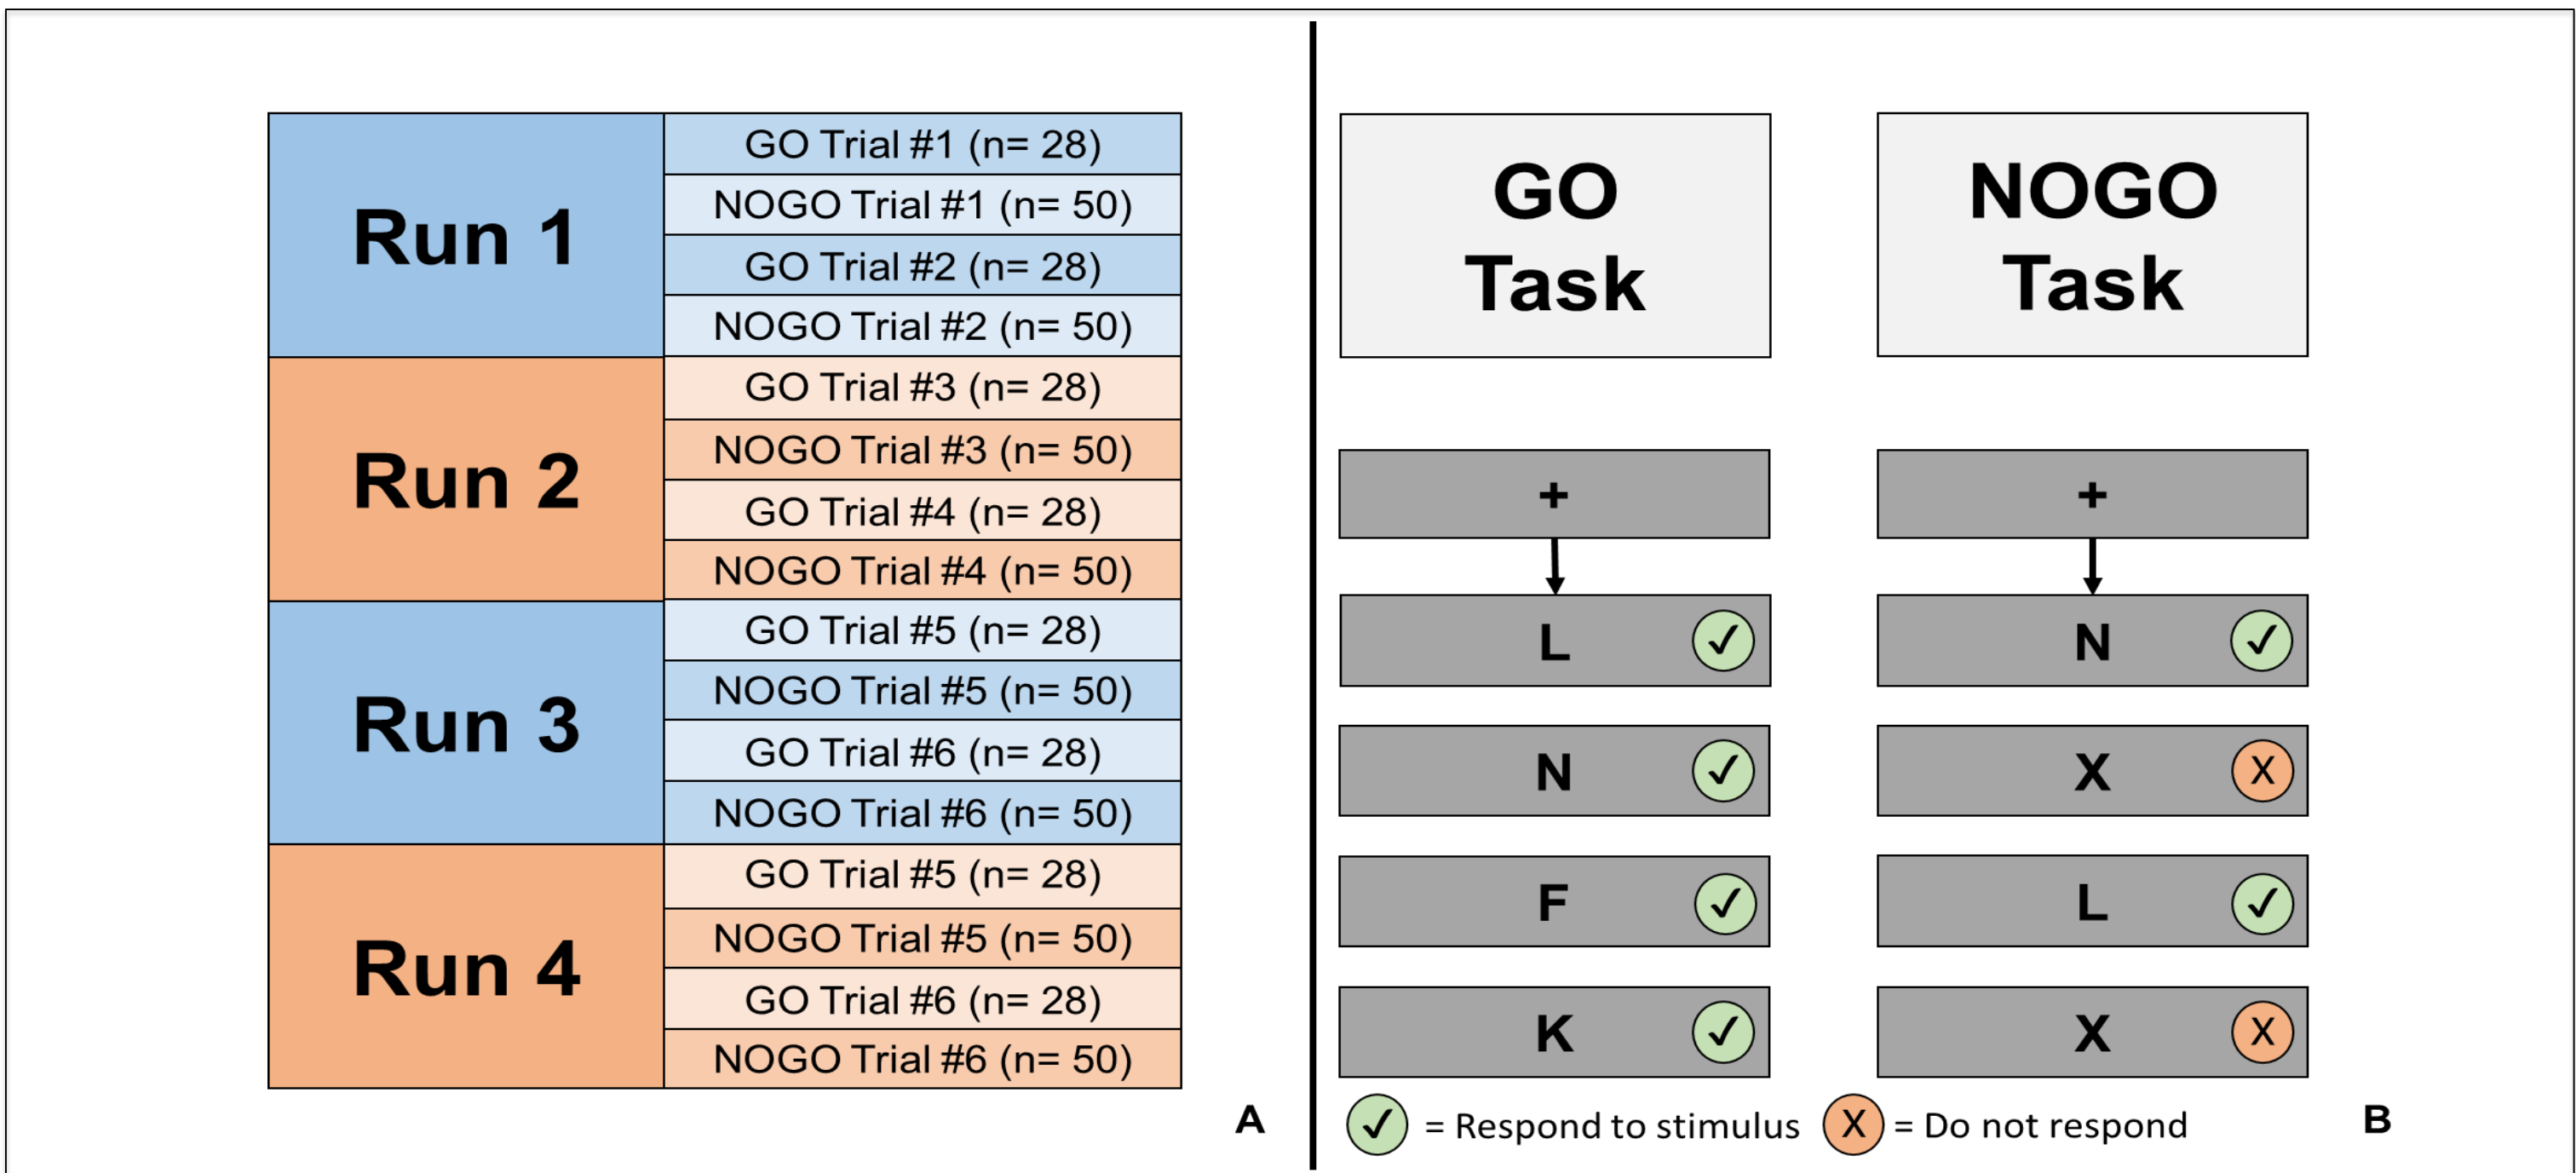 Run 1
GO Trial #1 (n= 28)
NOGO Trial #1 (n= 50)
GO Trial #2 (n= 28)
NOGO Trial #2 (n= 50)
Run 2
GO Trial #3 (n= 28)
NOGO Trial #3 (n= 50)
GO Trial #4 (n= 28)
NOGO Trial #4 (n= 50)
Run 3
GO Trial #5 (n= 28)
NOGO Trial #5 (n= 50)
GO Trial #6 (n= 28)
NOGO Trial #6 (n= 50)
Run 4
GO Trial #5 (n= 28)
NOGO Trial #5 (n= 50)
GO Trial #6 (n= 28)
NOGO Trial #6 (n= 50)
A
GO
Task
+
L ✓
N ✓
F ✓
K ✓
NOGO
Task
+
N ✓
X X
L ✓
X X
✓ = Respond to stimulus X = Do not respond
B